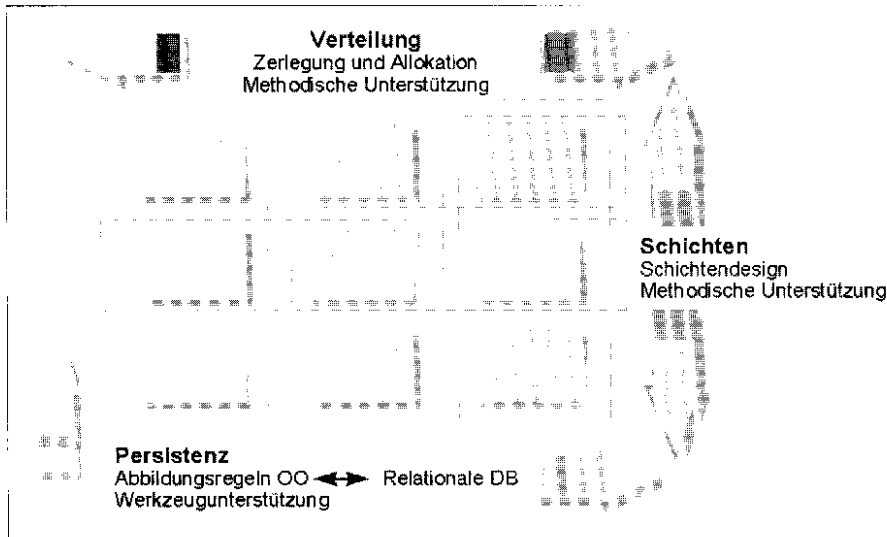 Verteilung
Zerlegung und Allokation
Methodische Unterstützung
Schichten
Schichtendesign
Methodische Unterstützung
Persistenz
Abbildungsregeln OO ◄► Relationale DB
Werkzeugunterstützung